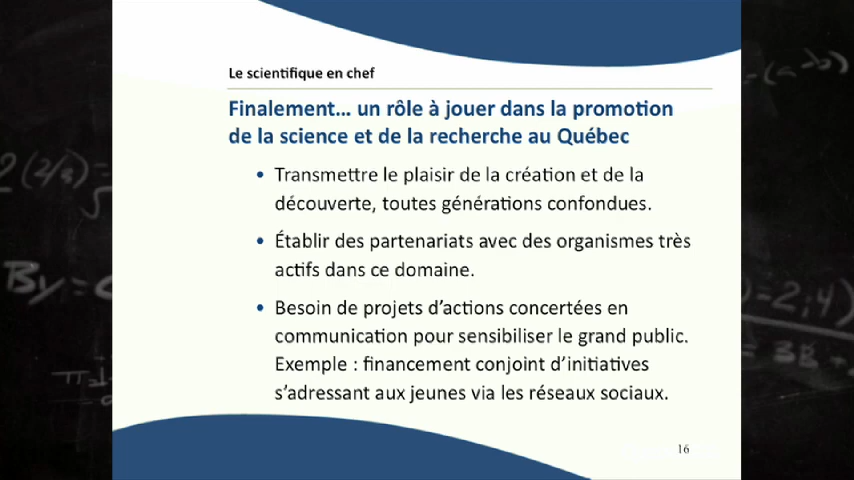 Le scientifique en chef
Finalement... un rôle à jouer dans la promotion
de la science et de la recherche au Québec
• Transmettre le plaisir de la création et de la
découverte, toutes générations confondues.
• Établir des partenariats avec des organismes très
actifs dans ce domaine.
• Besoin de projets d'actions concertées en
communication pour sensibiliser le grand public.
Exemple : financement conjoint d'initiatives
s'adressant aux jeunes via les réseaux sociaux.
16